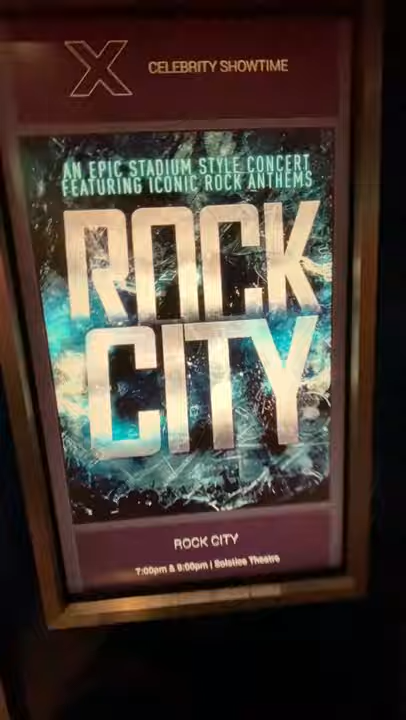 X CELEBRITY SHOWTIME
AN EPIC STADIUM STYLE CONCERT
FEATURING ICONIC ROCK ANTHEMS
ROCK
CITY
ROCK CITY
7:00pm & 9:00pm | Solstice Theatre